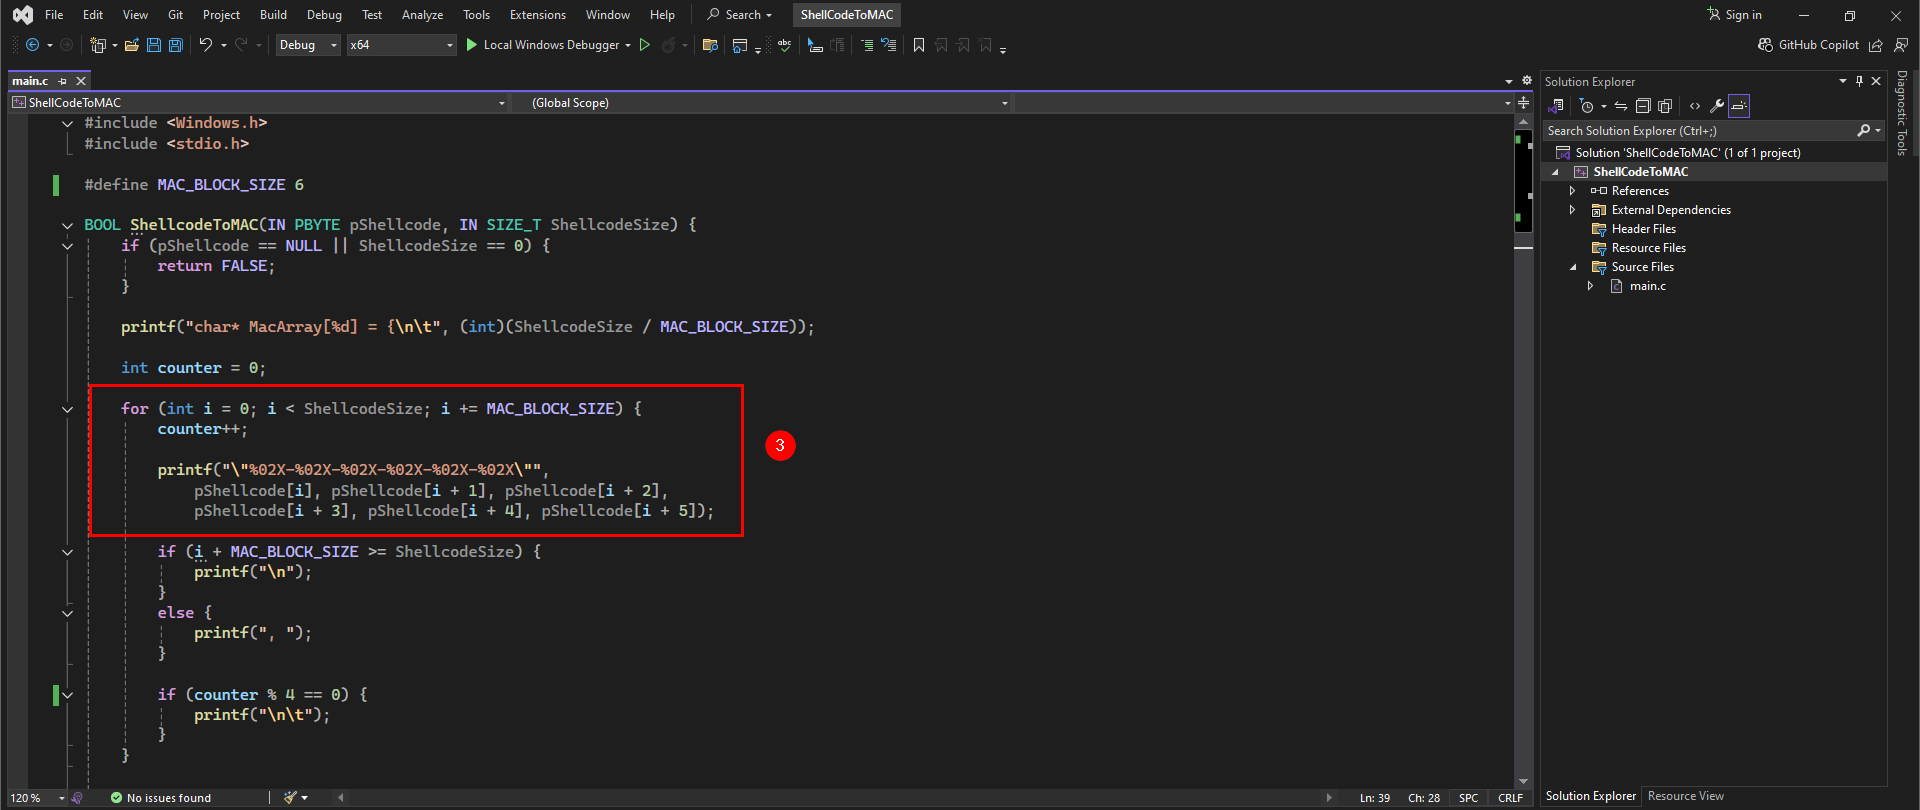 File Edit View Git Project Build Debug Test Analyze Tools Extensions Window Help Search ShellCodeToMAC Sign in
Debug x64 Local Windows Debugger GitHub Copilot
main.c
ShellCodeToMAC (Global Scope)
#include <Windows.h>
#include <stdio.h>
#define MAC_BLOCK_SIZE 6
BOOL ShellcodeToMAC(IN PBYTE pShellcode, IN SIZE_T ShellcodeSize) {
if (pShellcode == NULL || ShellcodeSize == 0) {
return FALSE;
}
printf("char* MacArray[%d] = {\n\t", (int)(ShellcodeSize / MAC_BLOCK_SIZE));
int counter = 0;
for (int i = 0; i < ShellcodeSize; i += MAC_BLOCK_SIZE) {
counter++;
printf("\"%02X-%02X-%02X-%02X-%02X-%02X\"",
pShellcode[i], pShellcode[i + 1], pShellcode[i + 2],
pShellcode[i + 3], pShellcode[i + 4], pShellcode[i + 5]);
3
if (i + MAC_BLOCK_SIZE >= ShellcodeSize) {
printf("\n");
}
else {
printf(", ");
}
if (counter % 4 == 0) {
printf("\n\t");
}
}
120 % No issues found Ln: 39 Ch: 28 SPC CRLF
Solution Explorer
Search Solution Explorer (Ctrl+;)
Solution 'ShellCodeToMAC' (1 of 1 project)
ShellCodeToMAC
References
External Dependencies
Header Files
Resource Files
Source Files
main.c
Solution Explorer Resource View
Diagnostic Tools